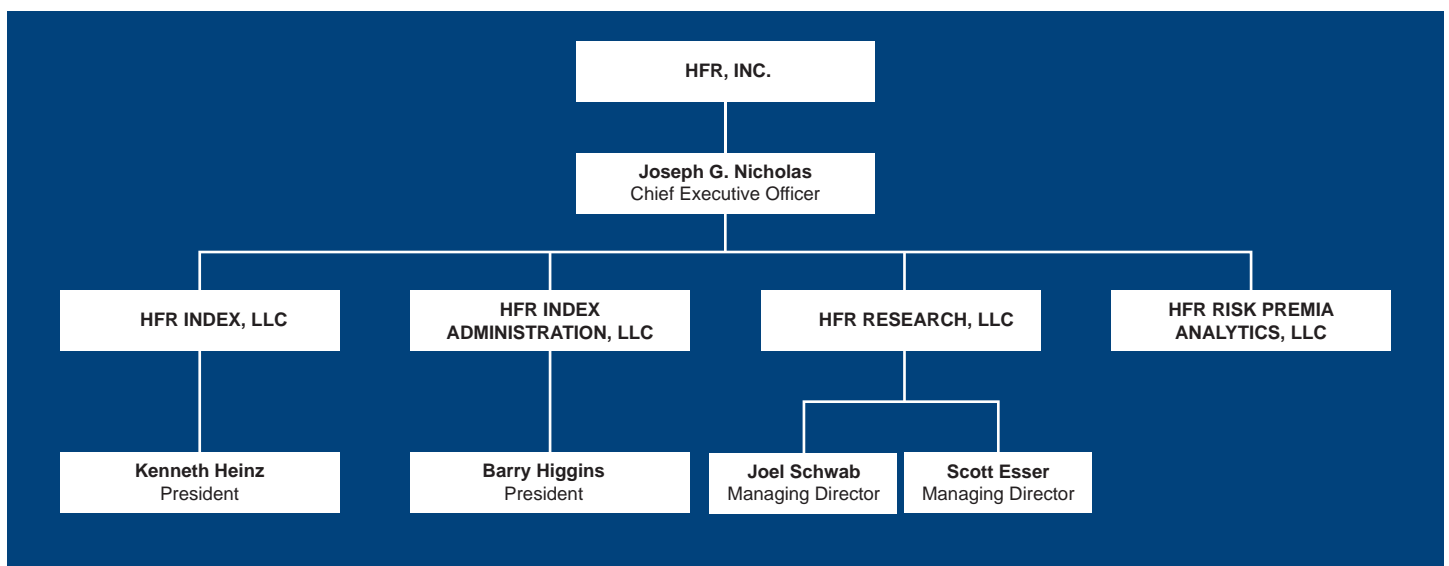 HFR, INC.
Joseph G. Nicholas
Chief Executive Officer
HFR INDEX, LLC
HFR INDEX
ADMINISTRATION, LLC
HFR RESEARCH, LLC
HFR RISK PREMIA
ANALYTICS, LLC
Kenneth Heinz
President
Barry Higgins
President
Joel Schwab
Managing Director
Scott Esser
Managing Director